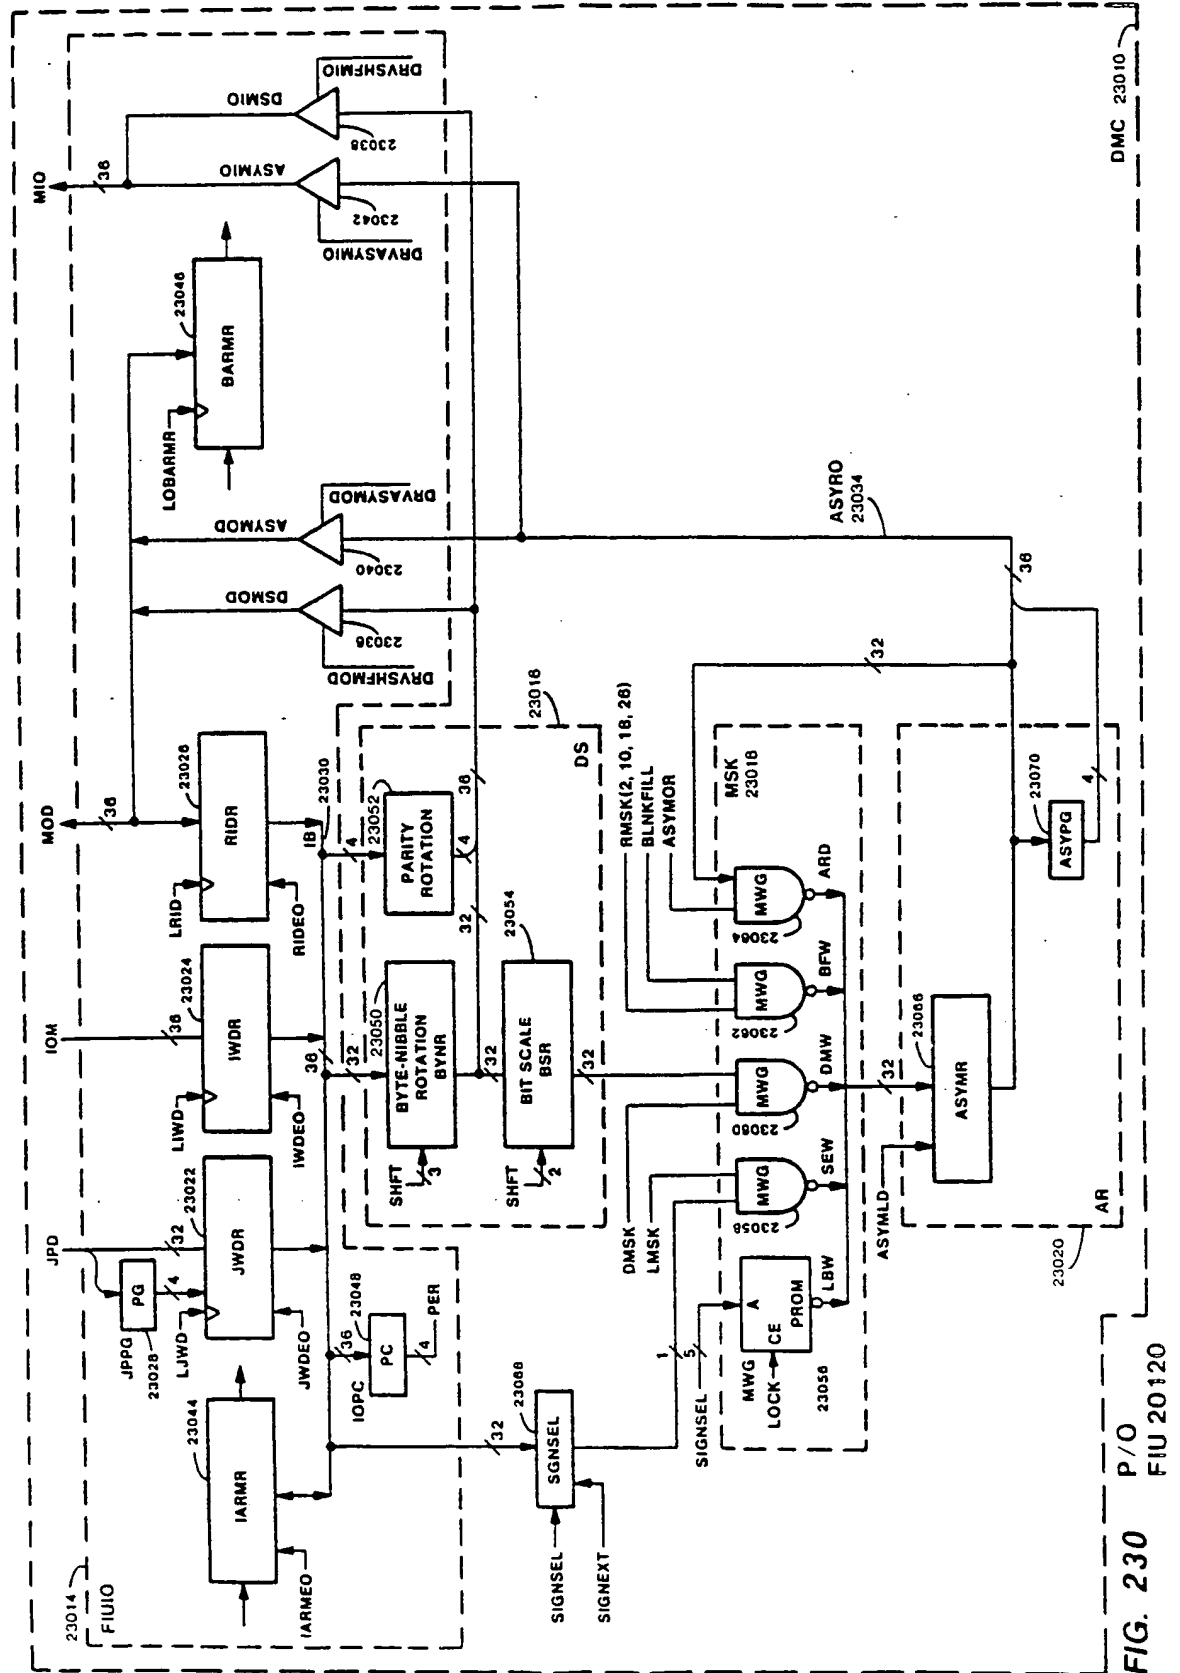 MOD
MIO
IOM
JPD
36
36
36
32
23014
FIUIO
JPPG
PG
23028
4
LJWD
JWDR
23022
JWDEO
LIWD
IWDR
23024
IWDEO
LRID
RIDR
23026
RIDEO
IB
23030
IARMR
23044
IARMEO
IOPC
36
PC
23048
4
PER
36
LOBARMR
BARMR
23046
DSMOD
23036
DRVSHFMOD
ASYMOD
23040
DRVASYMOD
ASYMIO
23042
DRVASYMIO
DSMIO
23038
DRVSHFMIO
32
4
23050
BYTE-NIBBLE
ROTATION
BYNR
SHFT
3
PARITY
ROTATION
23052
4
32
36
32
BIT SCALE
BSR
23054
SHFT
2
32
DS
23016
32
SGNSEL
23068
SIGNSEL
SIGNEXT
SIGNSEL
5
1
DMSK
LMSK
RMSK(2, 10, 18, 26)
BLNKFILL
ASYMOR
MSK
23018
MWG
LOCK
A
CE
PROM
23056
LBW
MWG
23058
SEW
MWG
23060
DMW
MWG
23062
BFW
MWG
23064
ARD
32
32
ASYMLD
ASYMR
23066
ASYPG
23070
4
36
ASYRO
23034
AR
23020
DMC 23010
FIG. 230
P/O
FIU 20120